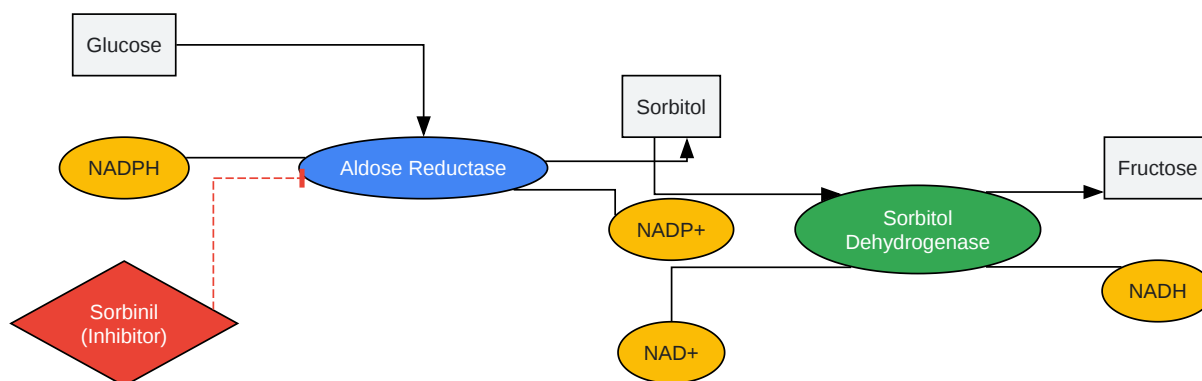 Glucose
Sorbitol
NADPH
Aldose Reductase
Fructose
NADP+
Sorbitol
Dehydrogenase
NADH
Sorbinil
(Inhibitor)
NAD+